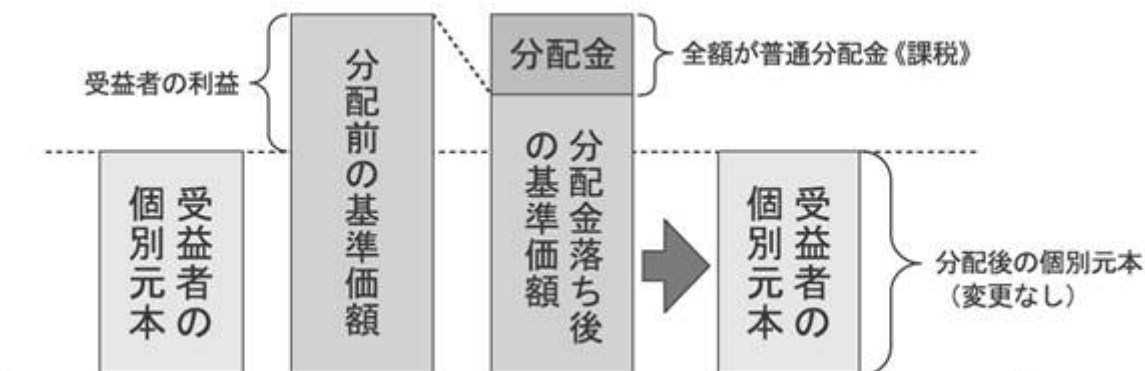 受益者の利益
受益者の
個別元本
分配前の基準価額
分配金
全額が普通分配金《課税》
分配金落ち後
の基準価額
受益者の
個別元本
分配後の個別元本
（変更なし）